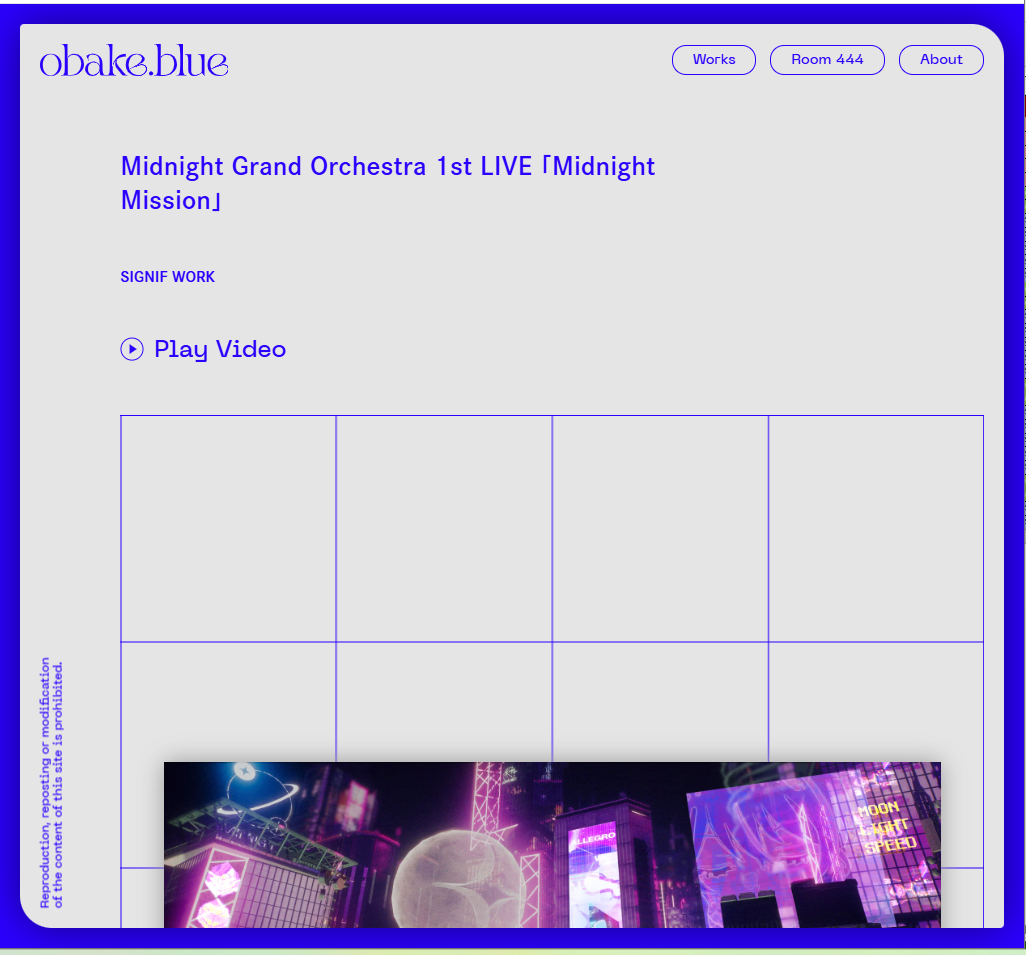 obake.blue
Works
Room 444
About
Midnight Grand Orchestra 1st LIVE「Midnight
Mission」
SIGNIF WORK
Play Video
Reproduction, reposting or modification
of the content of this site is prohibited.
MOON
LIGHT
SPEED